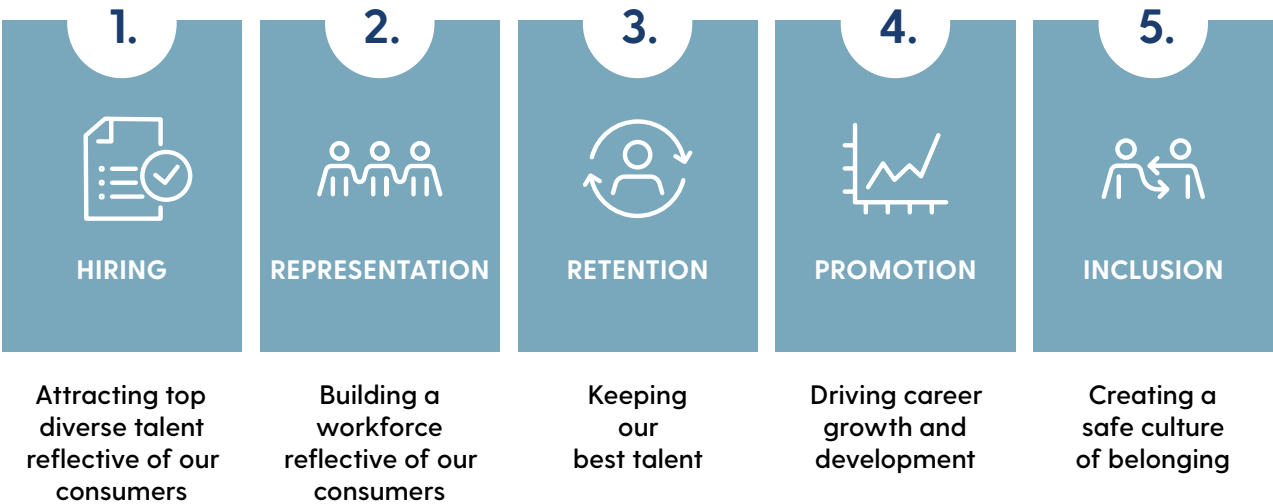 1.
HIRING
Attracting top
diverse talent
reflective of our
consumers
2.
REPRESENTATION
Building a
workforce
reflective of our
consumers
3.
RETENTION
Keeping
our
best talent
4.
PROMOTION
Driving career
growth and
development
5.
INCLUSION
Creating a
safe culture
of belonging